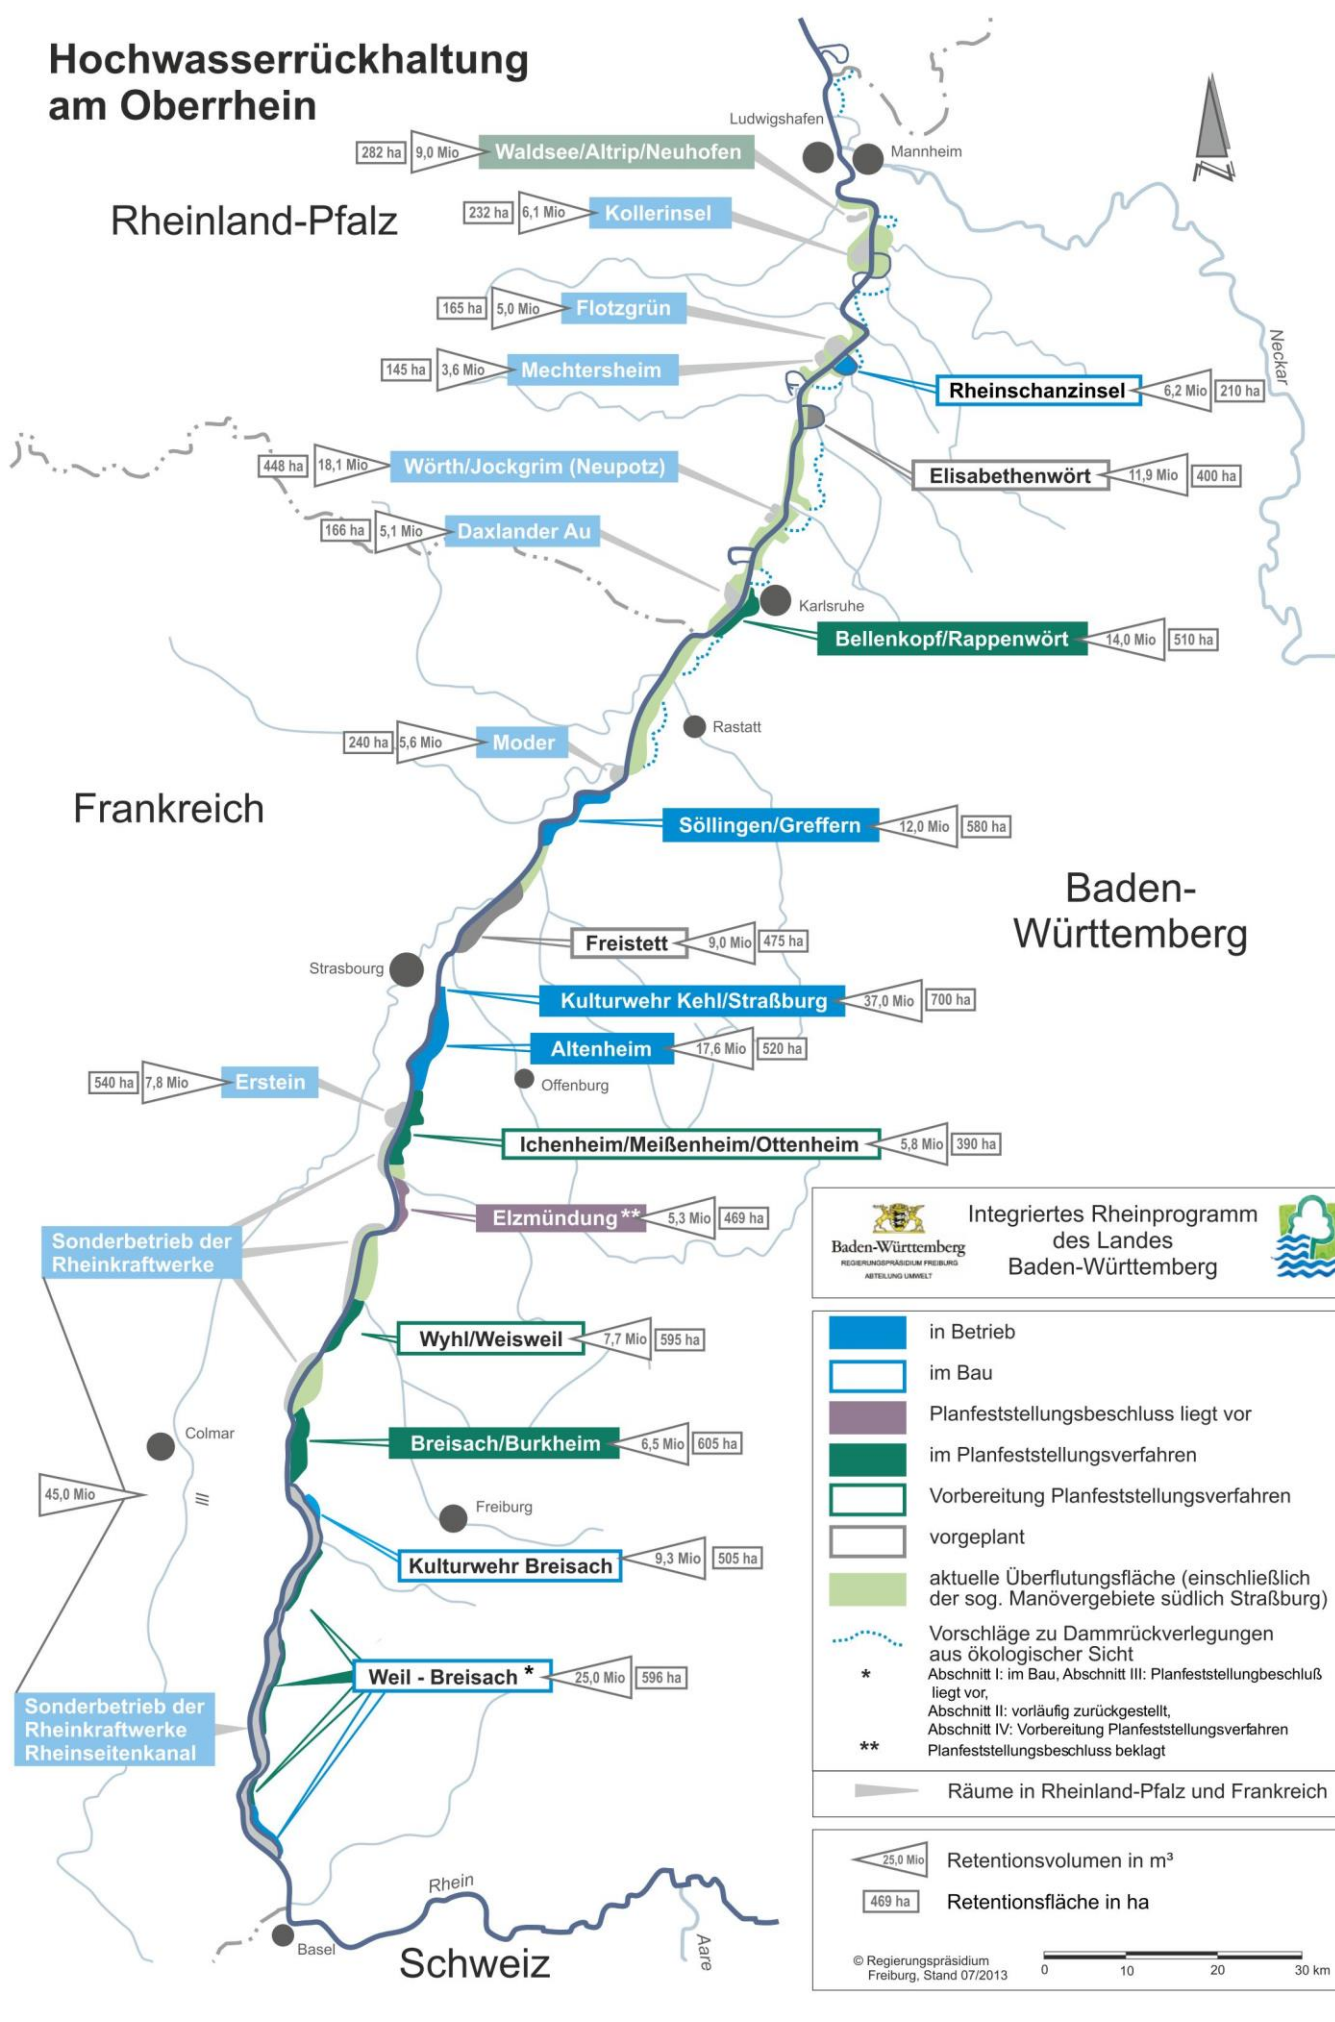 Hochwasserrückhaltung
am Oberrhein
Ludwigshafen
Mannheim
282 ha
9,0 Mio
Waldsee/Altrip/Neuhofen
Rheinland-Pfalz
232 ha
6,1 Mio
Kollerinsel
165 ha
5,0 Mio
Flotzgrün
145 ha
3,6 Mio
Mechtersheim
Neckar
Rheinschanzinsel
6,2 Mio
210 ha
448 ha
18,1 Mio
Wörth/Jockgrim (Neupotz)
Elisabethenwört
11,9 Mio
400 ha
166 ha
5,1 Mio
Daxlander Au
Karlsruhe
Bellenkopf/Rappenwört
14,0 Mio
510 ha
Rastatt
240 ha
5,6 Mio
Moder
Frankreich
Söllingen/Greffern
12,0 Mio
580 ha
Baden-
Württemberg
Freistett
9,0 Mio
475 ha
Strasbourg
Kulturwehr Kehl/Straßburg
37,0 Mio
700 ha
Altenheim
17,6 Mio
520 ha
540 ha
7,8 Mio
Erstein
Offenburg
Ichenheim/Meißenheim/Ottenheim
5,8 Mio
390 ha
Elzmündung**
5,3 Mio
469 ha
Sonderbetrieb der
Rheinkraftwerke
Wyhl/Weisweil
7,7 Mio
595 ha
Colmar
Breisach/Burkheim
6,5 Mio
605 ha
45,0 Mio
Freiburg
Kulturwehr Breisach
9,3 Mio
505 ha
Weil - Breisach *
25,0 Mio
596 ha
Sonderbetrieb der
Rheinkraftwerke
Rheinseitenkanal
Rhein
Aare
Basel
Schweiz
Baden-Württemberg
REGIERUNGSPRÄSIDIUM FREIBURG
ABTEILUNG UMWELT
Integriertes Rheinprogramm
des Landes
Baden-Württemberg
in Betrieb
im Bau
Planfeststellungsbeschluss liegt vor
im Planfeststellungsverfahren
Vorbereitung Planfeststellungsverfahren
vorgeplant
aktuelle Überflutungsfläche (einschließlich
der sog. Manövergebiete südlich Straßburg)
Vorschläge zu Dammrückverlegungen
aus ökologischer Sicht
* Abschnitt I: im Bau, Abschnitt III: Planfeststellungbeschluß
liegt vor,
Abschnitt II: vorläufig zurückgestellt,
Abschnitt IV: Vorbereitung Planfeststellungsverfahren
** Planfeststellungsbeschluss beklagt
Räume in Rheinland-Pfalz und Frankreich
25,0 Mio
Retentionsvolumen in m³
469 ha
Retentionsfläche in ha
© Regierungspräsidium
Freiburg, Stand 07/2013
0 10 20 30 km